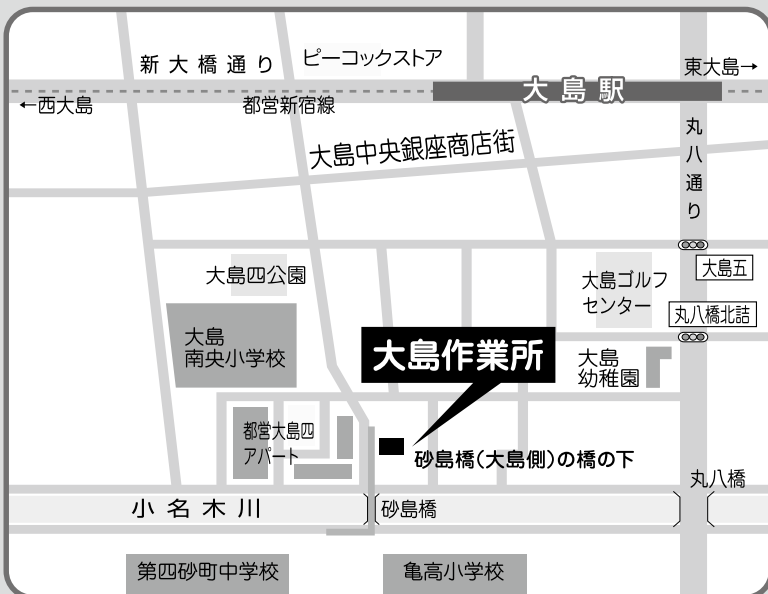 新大橋通り
ピーコックストア
東大島→
大島駅
←西大島
都営新宿線
丸八通り
大島中央銀座商店街
大島四公園
大島ゴルフ
センター
大島五
丸八橋北詰
大島
南央小学校
大島作業所
大島
幼稚園
都営大島四
アパート
砂島橋(大島側)の橋の下
丸八橋
小名木川
砂島橋
第四砂町中学校
亀高小学校